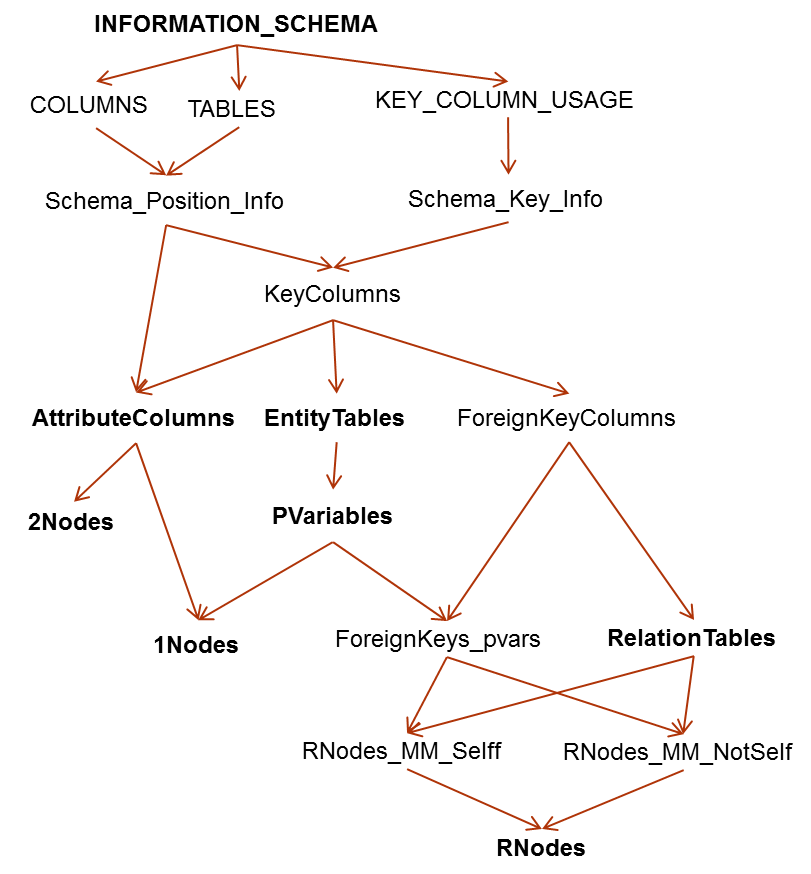 INFORMATION_SCHEMA
COLUMNS
TABLES
KEY_COLUMN_USAGE
Schema_Position_Info
Schema_Key_Info
KeyColumns
AttributeColumns
EntityTables
ForeignKeyColumns
2Nodes
PVariables
1Nodes
ForeignKeys_pvars
RelationTables
RNodes_MM_Selff
RNodes_MM_NotSelf
RNodes